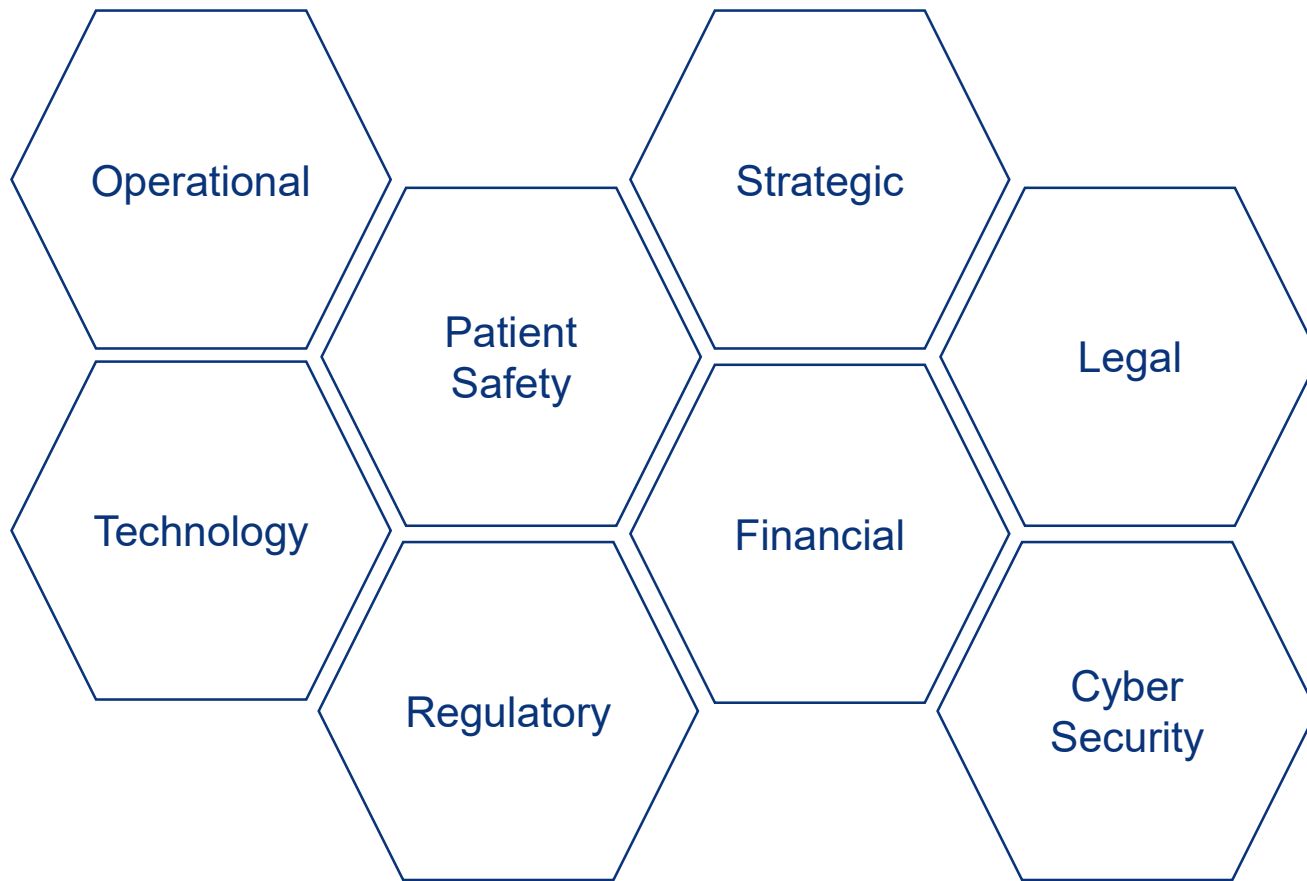 Operational
Strategic
Patient
Safety
Legal
Technology
Financial
Regulatory
Cyber
Security